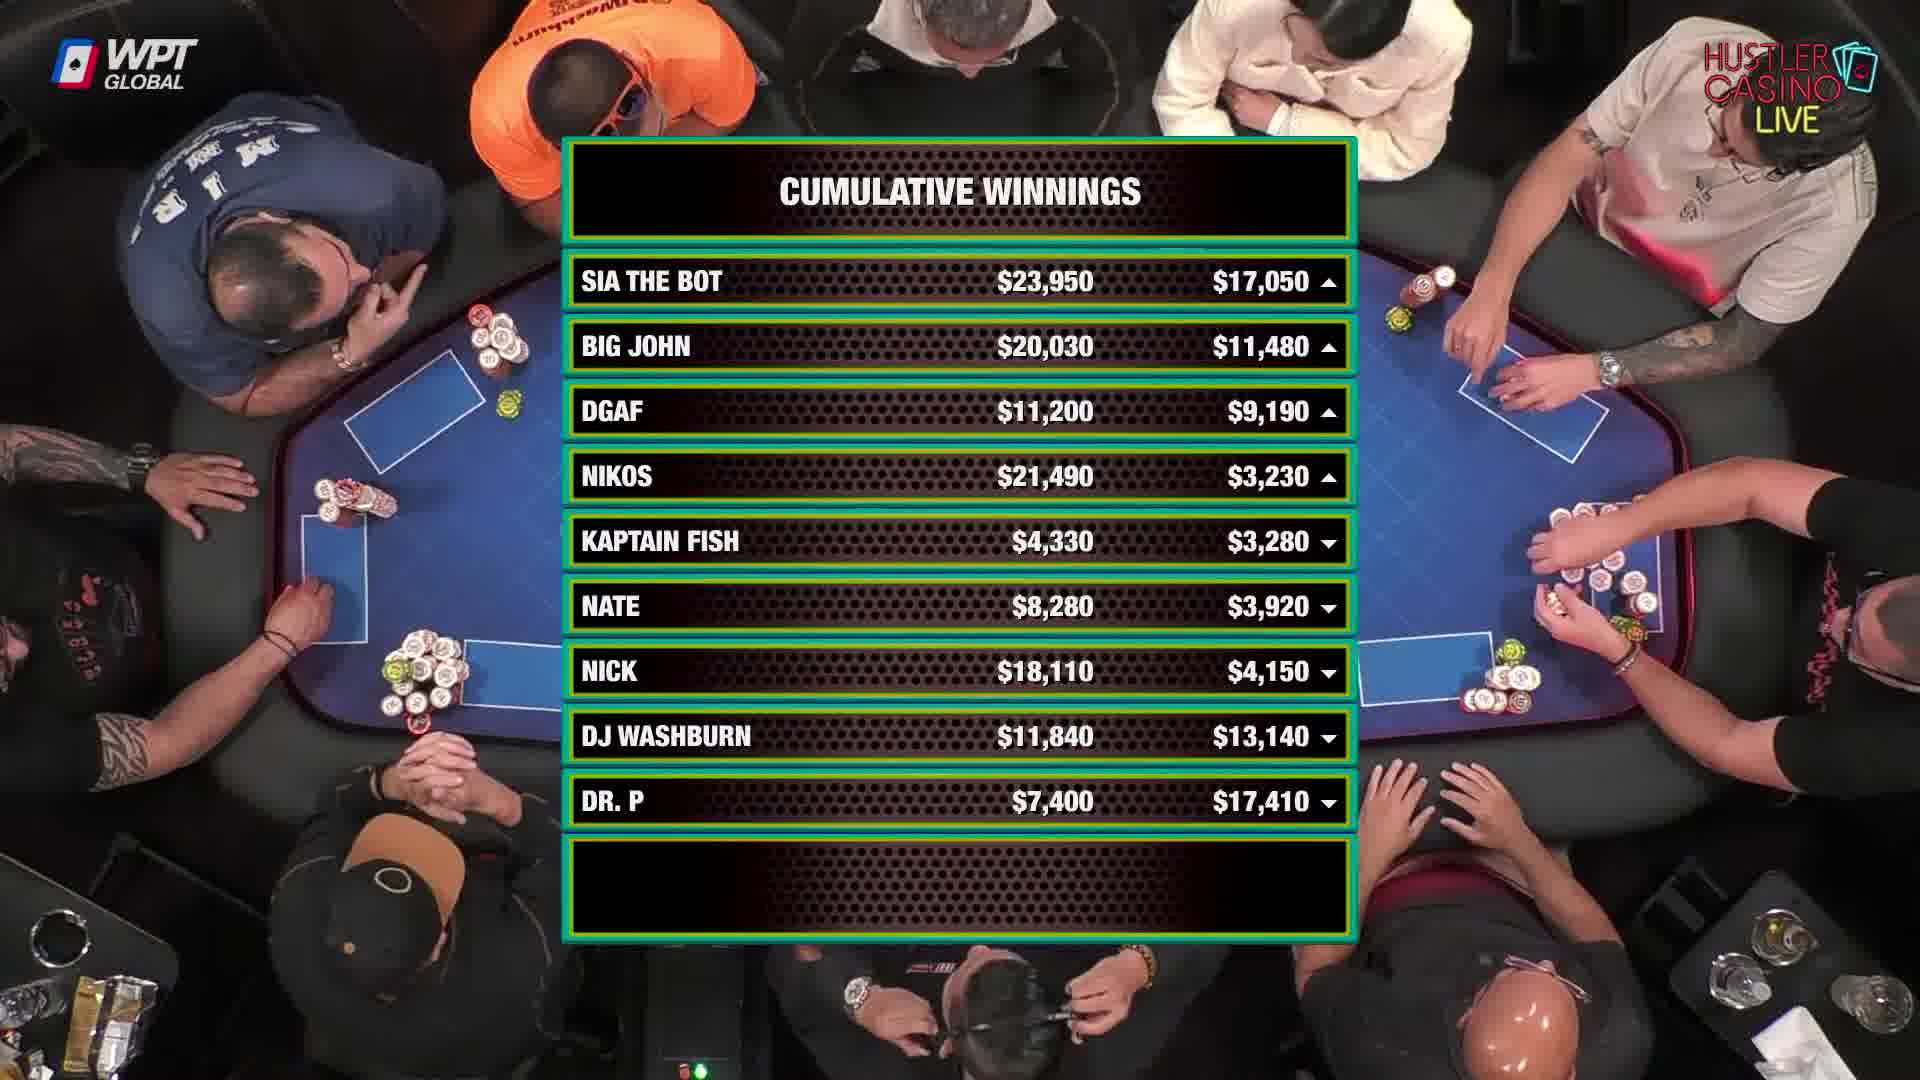 WPT
GLOBAL
HUSTLER
CASINO
LIVE
CUMULATIVE WINNINGS
SIA THE BOT $23,950 $17,050
BIG JOHN $20,030 $11,480
DGAF $11,200 $9,190
NIKOS $21,490 $3,230
KAPTAIN FISH $4,330 $3,280
NATE $8,280 $3,920
NICK $18,110 $4,150
DJ WASHBURN $11,840 $13,140
DR. P $7,400 $17,410